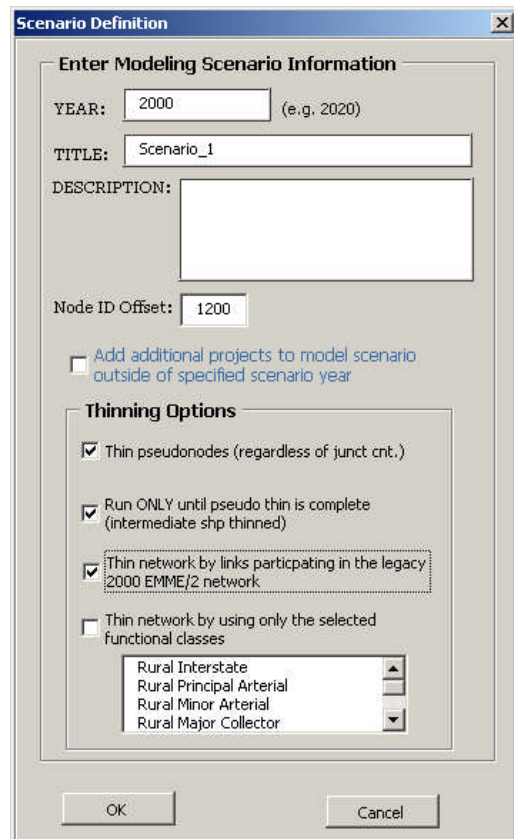 Scenario Definition
Enter Modeling Scenario Information
YEAR: 2000 (e.g. 2020)
TITLE: Scenario_1
DESCRIPTION:
Node ID Offset: 1200
Add additional projects to model scenario
outside of specified scenario year
Thinning Options
Thin pseudonodes (regardless of junct cnt.)
Run ONLY until pseudo thin is complete
(intermediate shp thinned)
Thin network by links particpating in the legacy
2000 EMME/2 network
Thin network by using only the selected
functional classes
Rural Interstate
Rural Principal Arterial
Rural Minor Arterial
Rural Major Collector
OK Cancel